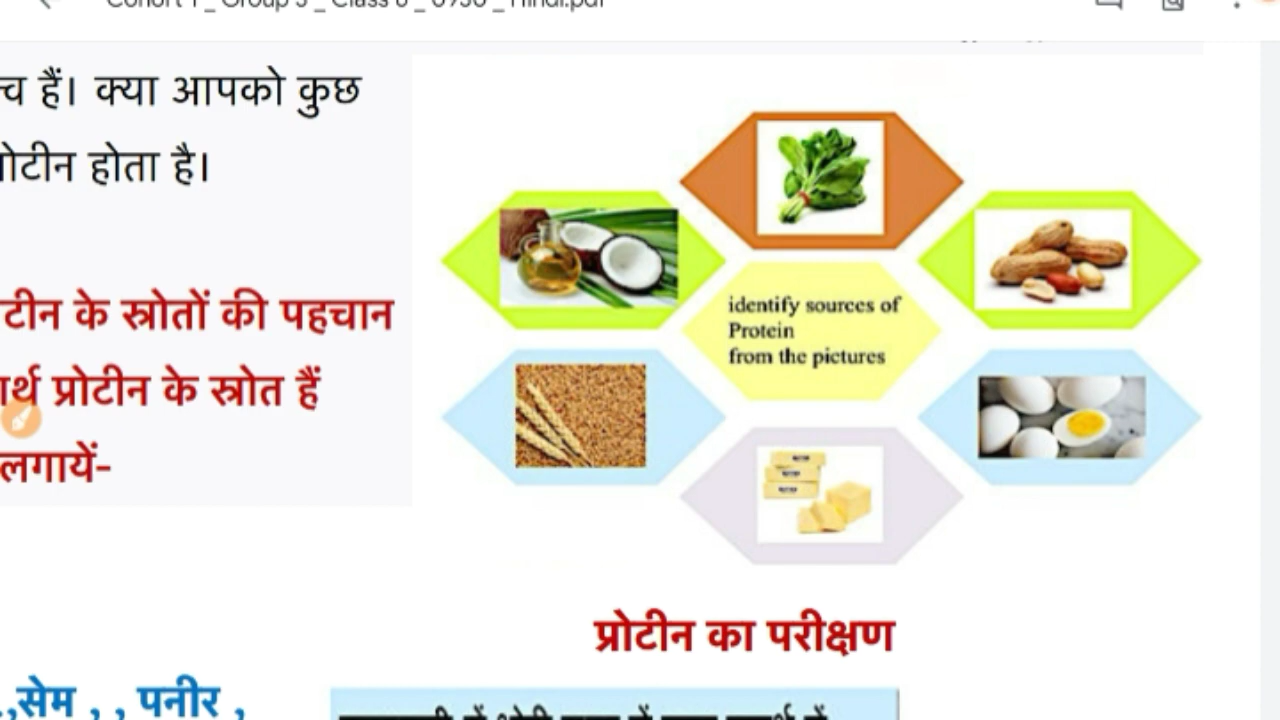 च हैं। क्या आपको कुछ
ोटीन होता है।
टीन के स्रोतों की पहचान
र्थ प्रोटीन के स्रोत हैं
लगायें-
identify sources of
Protein
from the pictures
प्रोटीन का परीक्षण
,सेम , , पनीर ,